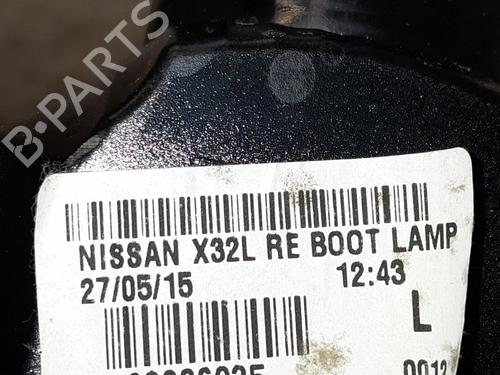 B-PARTS
NISSAN X32L RE BOOT LAMP
27/05/15 12:43
L